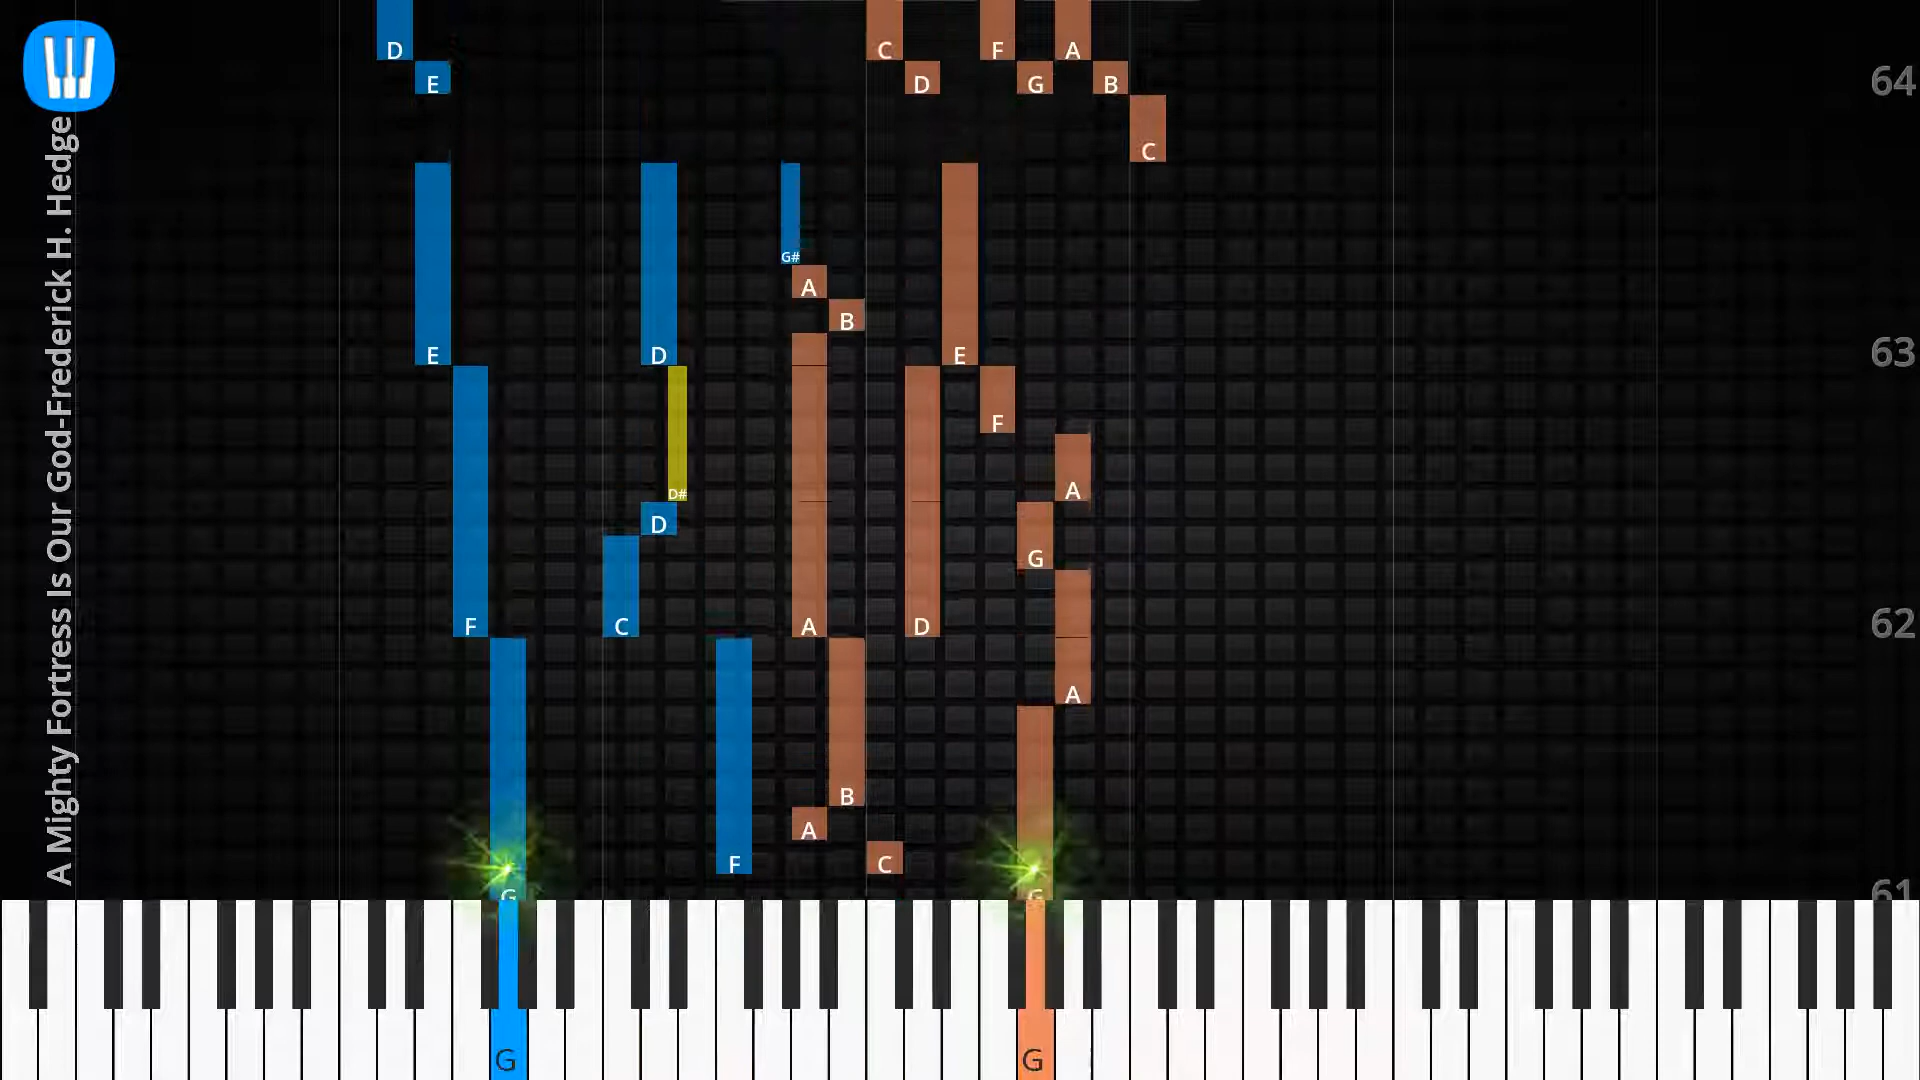 A Mighty Fortress Is Our God-Frederick H. Hedge
D C F A
E D G B 64
C
G#
A
B
E D E 63
F
A
D#
D
G
F C A D 62
A
B
A
F C
G G 61
G G